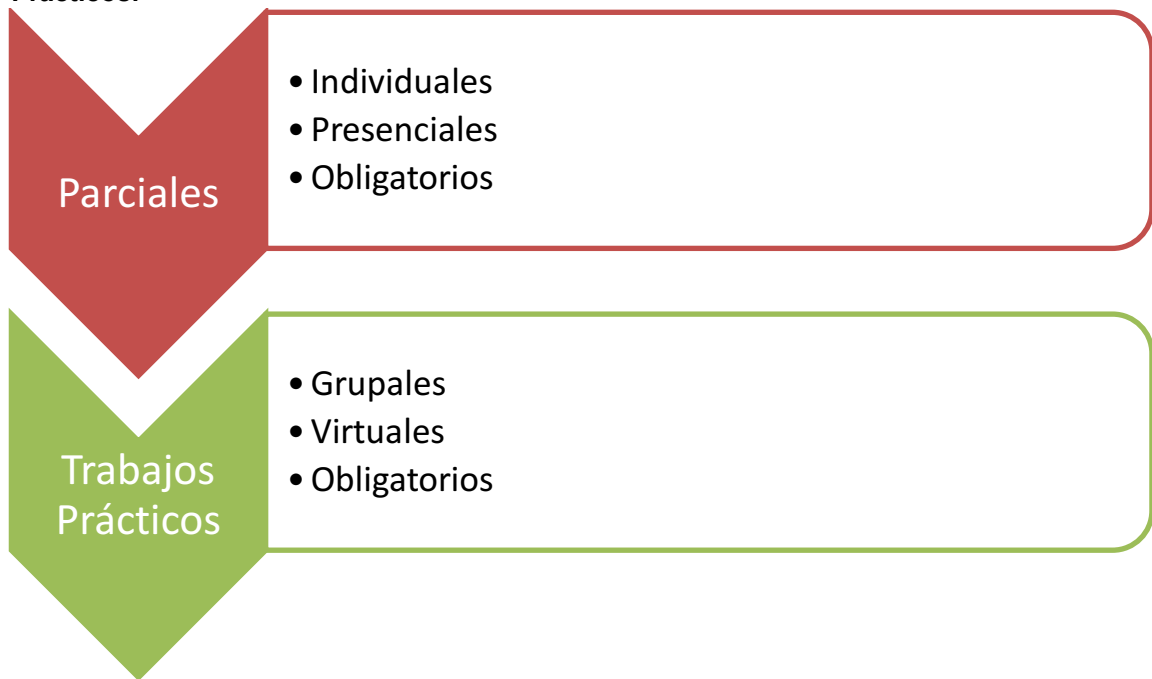 Parciales
• Individuales
• Presenciales
• Obligatorios
Trabajos
Prácticos
• Grupales
• Virtuales
• Obligatorios